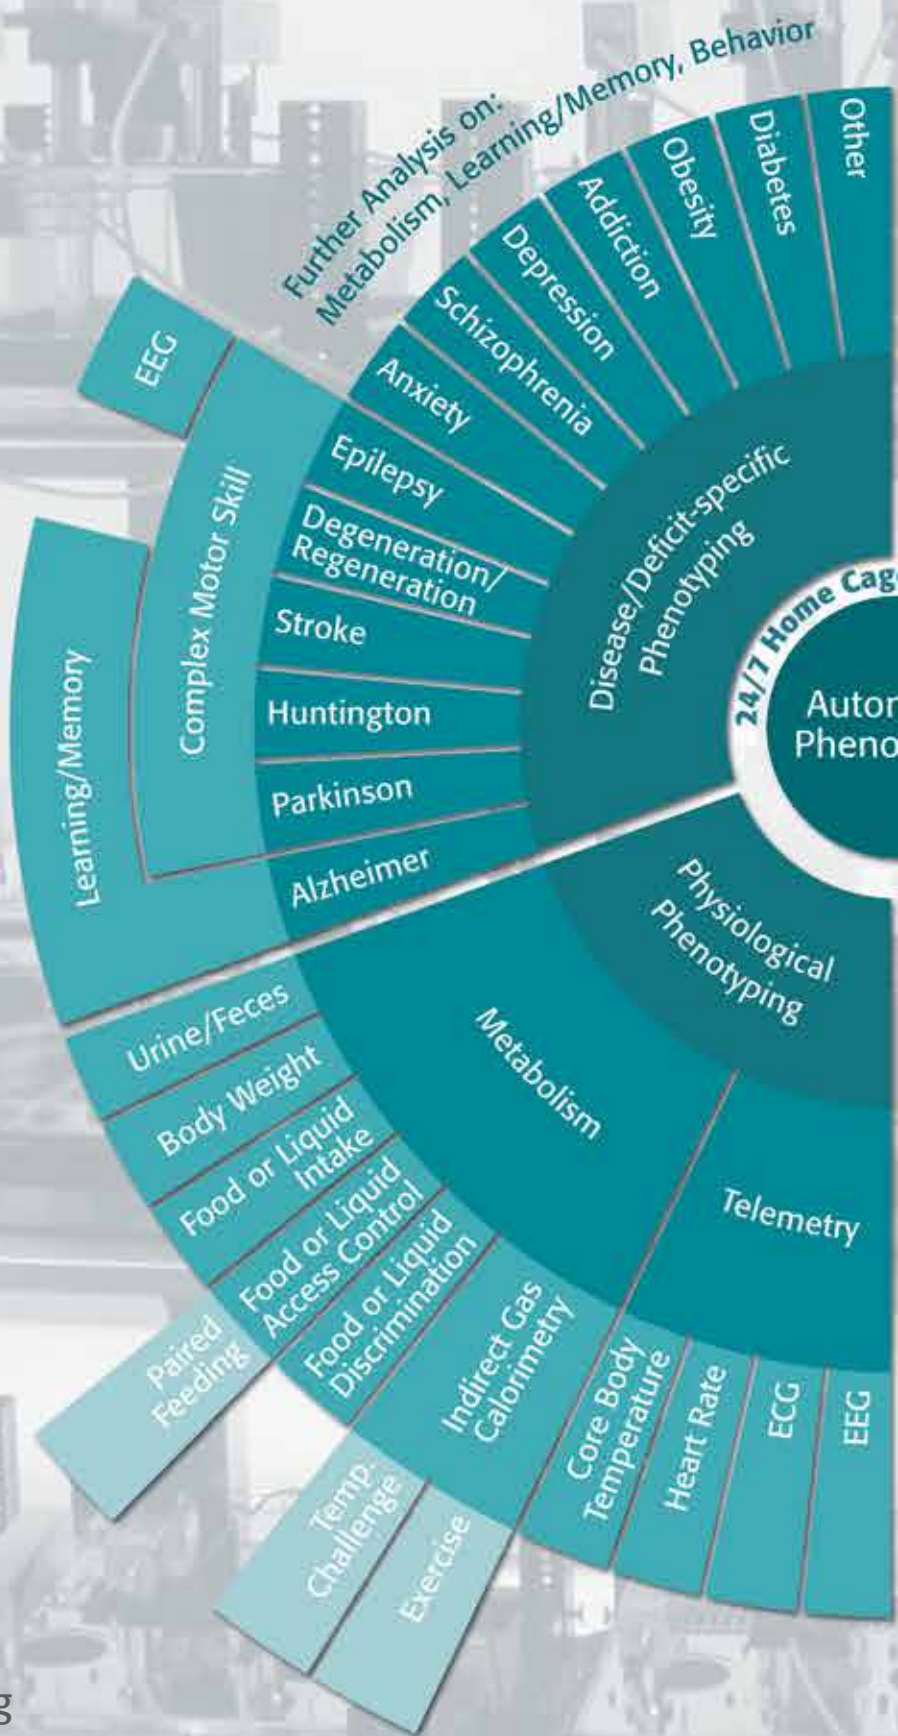 Further Analysis on:
Metabolism, Learning/Memory, Behavior
Other
Diabetes
Obesity
Addiction
Depression
Schizophrenia
Anxiety
Epilepsy
Degeneration/
Regeneration
Stroke
Huntington
Parkinson
Alzheimer
EEG
Complex Motor Skill
Learning/Memory
Disease/Deficit-specific
Phenotyping
24/7 Home Cag
Autor
Pheno
Physiological
Phenotyping
Metabolism
Telemetry
Urine/Feces
Body Weight
Food or Liquid
Intake
Food or Liquid
Access Control
Food or Liquid
Discrimination
Indirect Gas
Calorimetry
Core Body
Temperature
Heart Rate
ECG
EEG
Paired
Feeding
Temp.
Challenge
Exercise
g